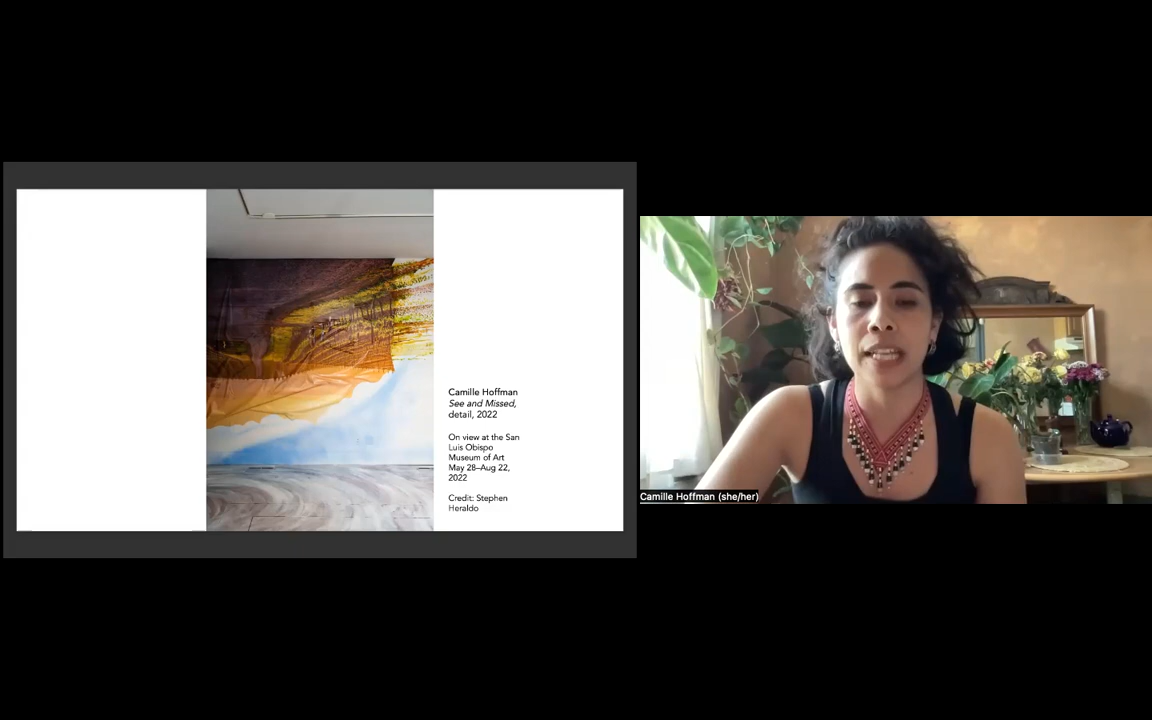 Camille Hoffman
See and Missed,
detail, 2022
On view at the San
Luis Obispo
Museum of Art
May 28–Aug 22,
2022
Credit: Stephen
Heraldo
Camille Hoffman (she/her)